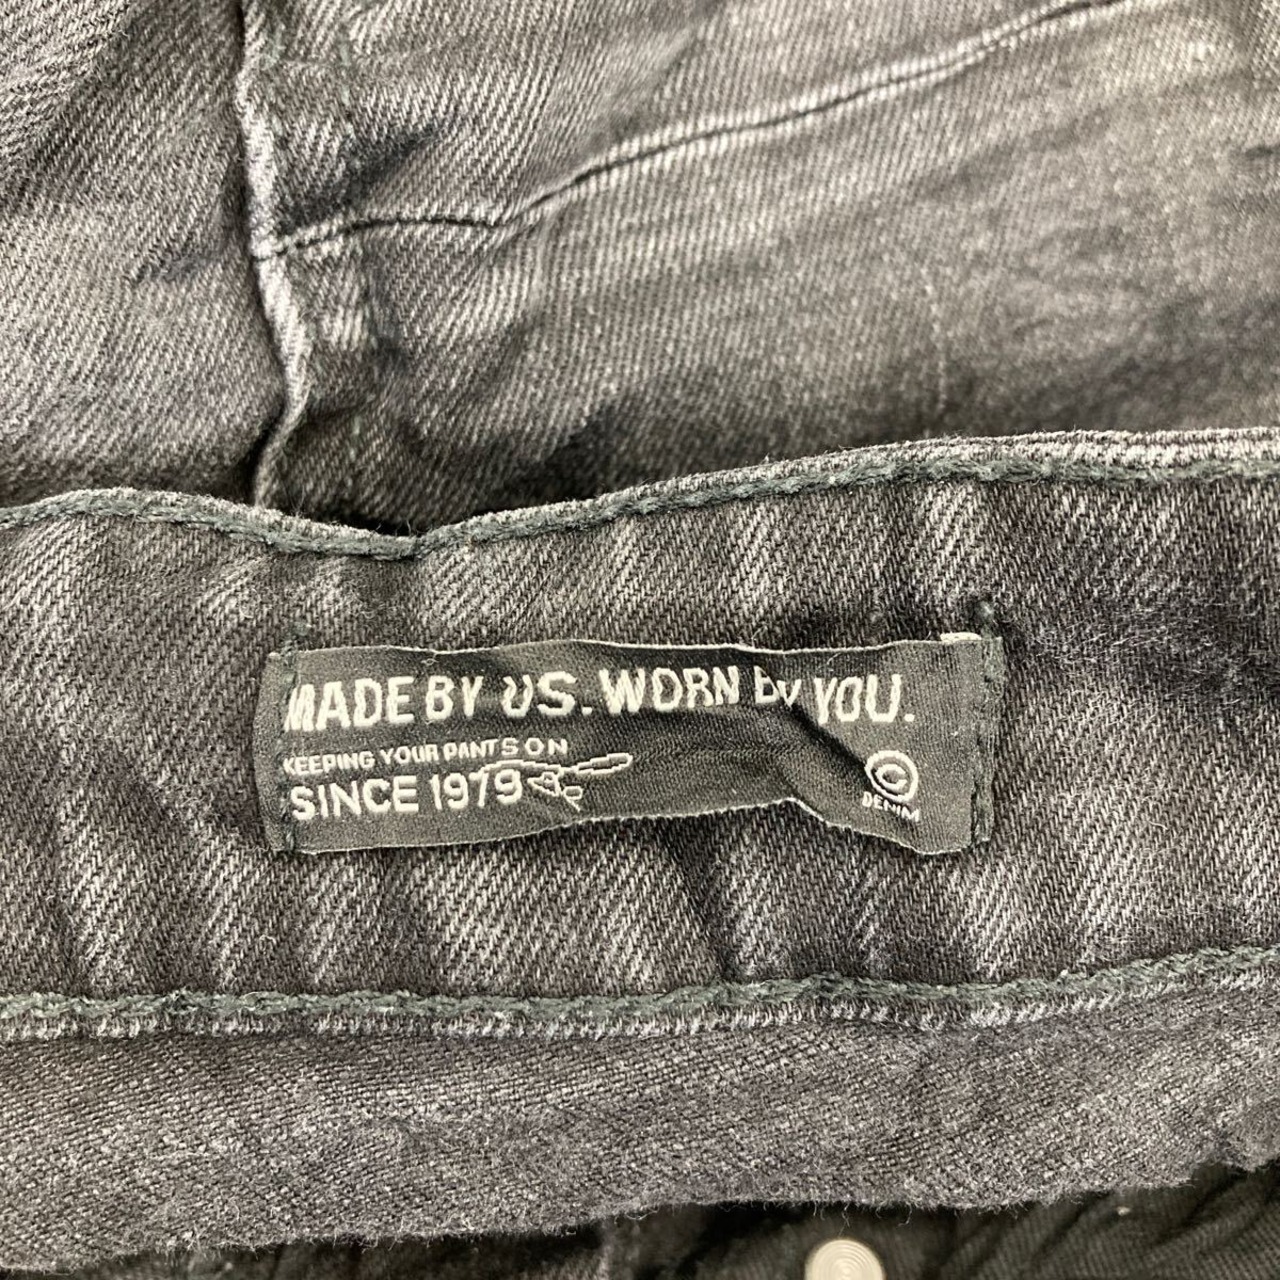 MADE BY US. WORN by YOU.
KEEPING YOUR PANTS ON
SINCE 1979
C
DENIM